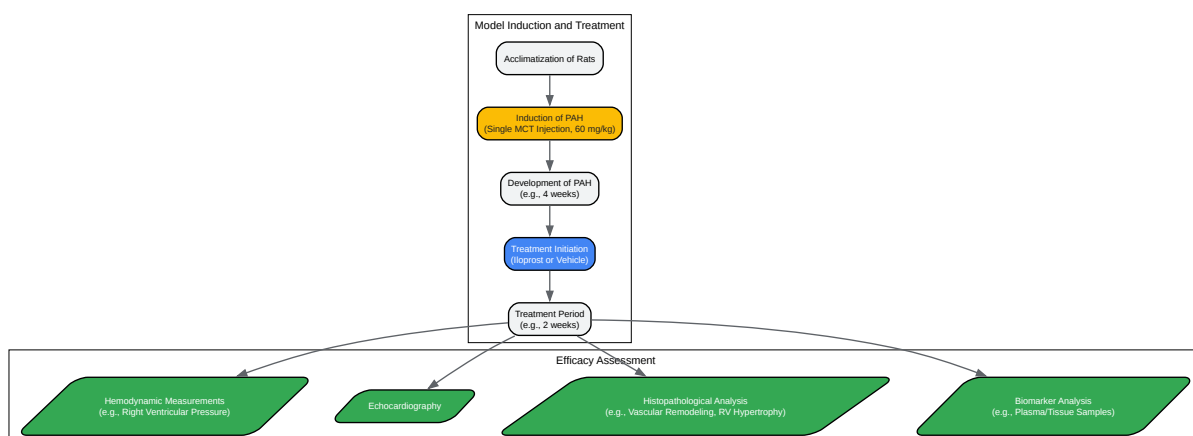 Model Induction and Treatment
Acclimatization of Rats
Induction of PAH
(Single MCT Injection, 60 mg/kg)
Development of PAH
(e.g., 4 weeks)
Treatment Initiation
(Iloprost or Vehicle)
Treatment Period
(e.g., 2 weeks)
Efficacy Assessment
Hemodynamic Measurements
(e.g., Right Ventricular Pressure)
Echocardiography
Histopathological Analysis
(e.g., Vascular Remodeling, RV Hypertrophy)
Biomarker Analysis
(e.g., Plasma/Tissue Samples)